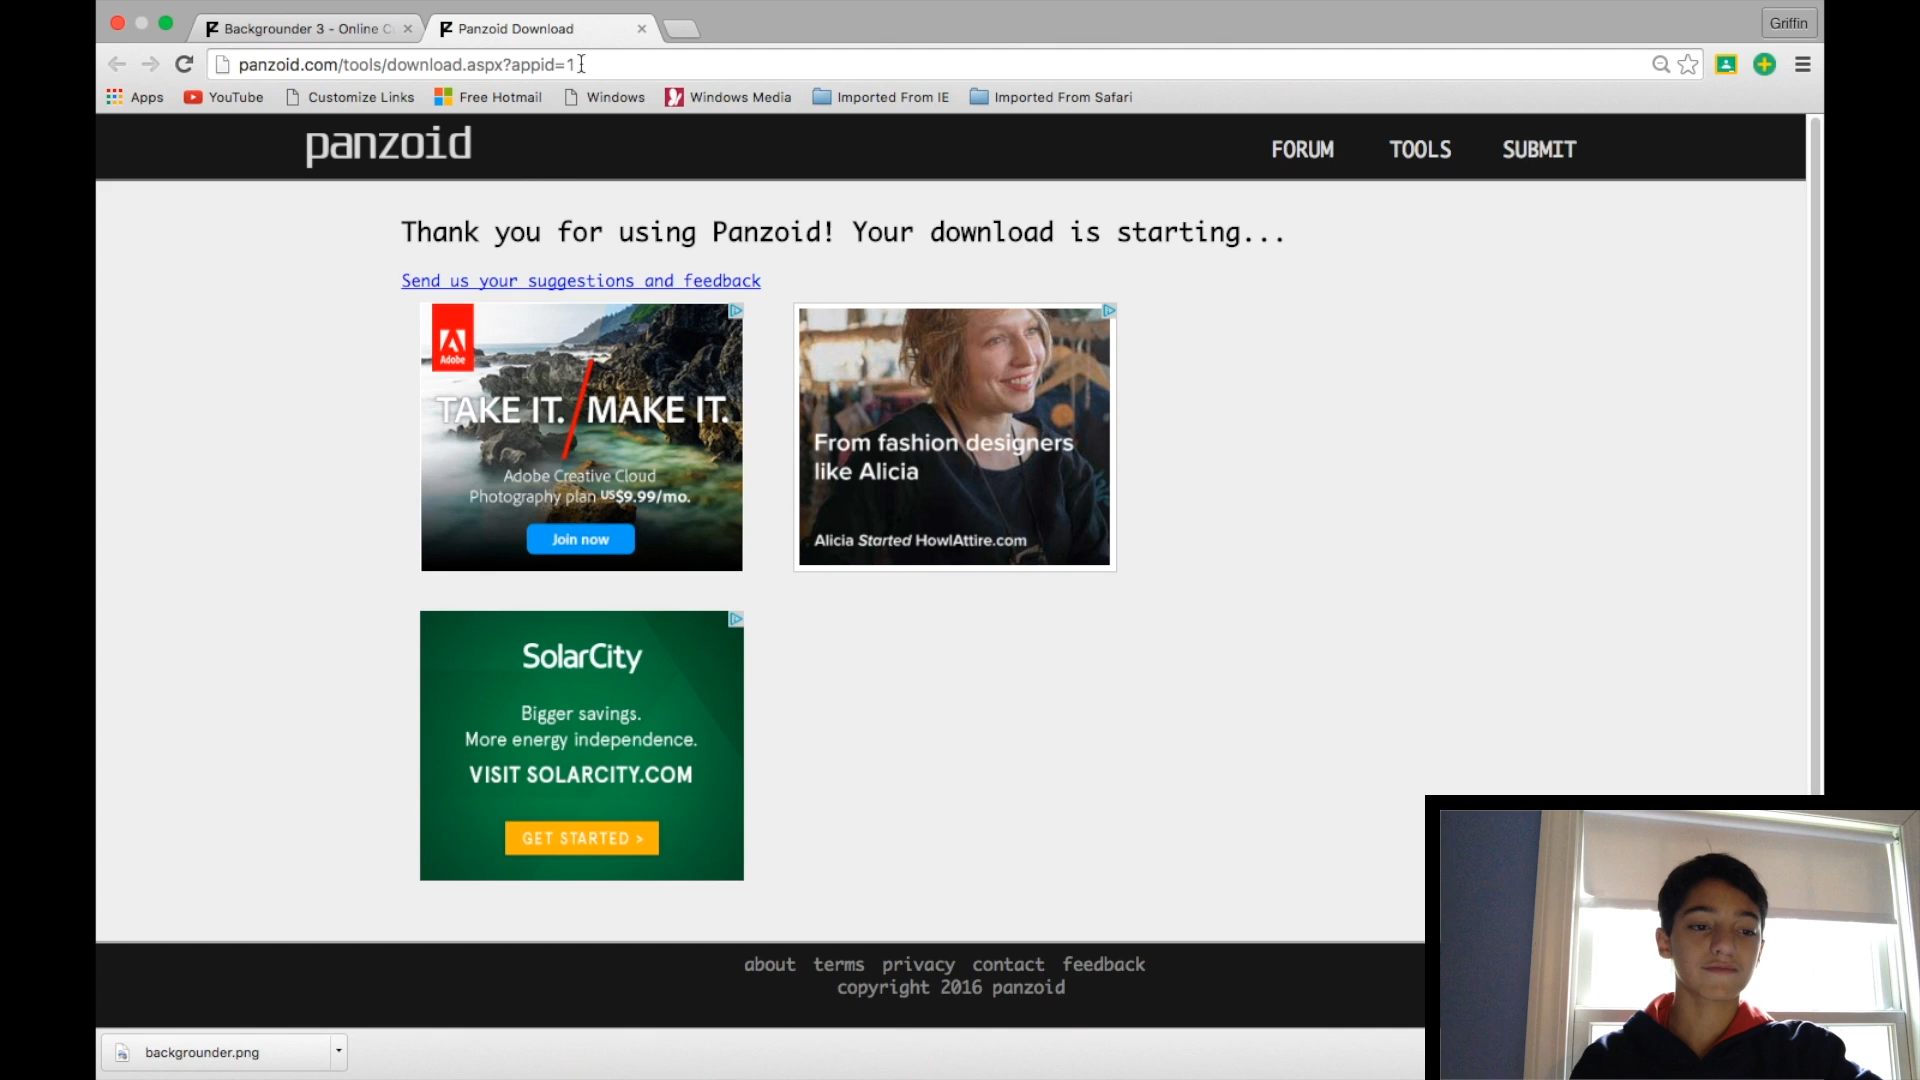 Griffin
Backgrounder 3 - Online C
Panzoid Download
panzoid.com/tools/download.aspx?appid=1
Apps
YouTube
Customize Links
Free Hotmail
Windows
Windows Media
Imported From IE
Imported From Safari
panzoid
FORUM
TOOLS
SUBMIT
Thank you for using Panzoid! Your download is starting...
Send us your suggestions and feedback
Adobe
TAKE IT. / MAKE IT.
Adobe Creative Cloud
Photography plan US$9.99/mo.
Join now
From fashion designers
like Alicia
Alicia Started HowlAttire.com
SolarCity
Bigger savings.
More energy independence.
VISIT SOLARCITY.COM
GET STARTED >
about terms privacy contact feedback
copyright 2016 panzoid
backgrounder.png